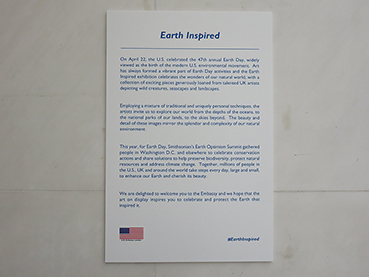 Earth Inspired
On April 22, the U.S. celebrated the 47th annual Earth Day, widely
viewed as the birth of the modern U.S. environmental movement. Art
has always formed a vibrant part of Earth Day activities and the Earth
Inspired exhibition celebrates the wonders of our natural world, with a
collection of exciting pieces generously loaned from talented UK artists
depicting wild creatures, seascapes and landscapes.
Employing a mixture of traditional and uniquely personal techniques, the
artists invite us to explore our world from the depths of the oceans, to
the national parks of our lands, to the skies beyond. The beauty and
detail of these images mirror the splendor and complexity of our natural
environment.
This year, for Earth Day, Smithsonian's Earth Optimism Summit gathered
people in Washington D.C. and elsewhere to celebrate conservation
actions and share solutions to help preserve biodiversity, protect natural
resources and address climate change. Together, millions of people in
the U.S., UK and around the world take steps every day, large and small,
to enhance our Earth and cherish its beauty.
We are delighted to welcome you to the Embassy and we hope that the
art on display inspires you to celebrate and protect the Earth that
inspired it.
#EarthInspired